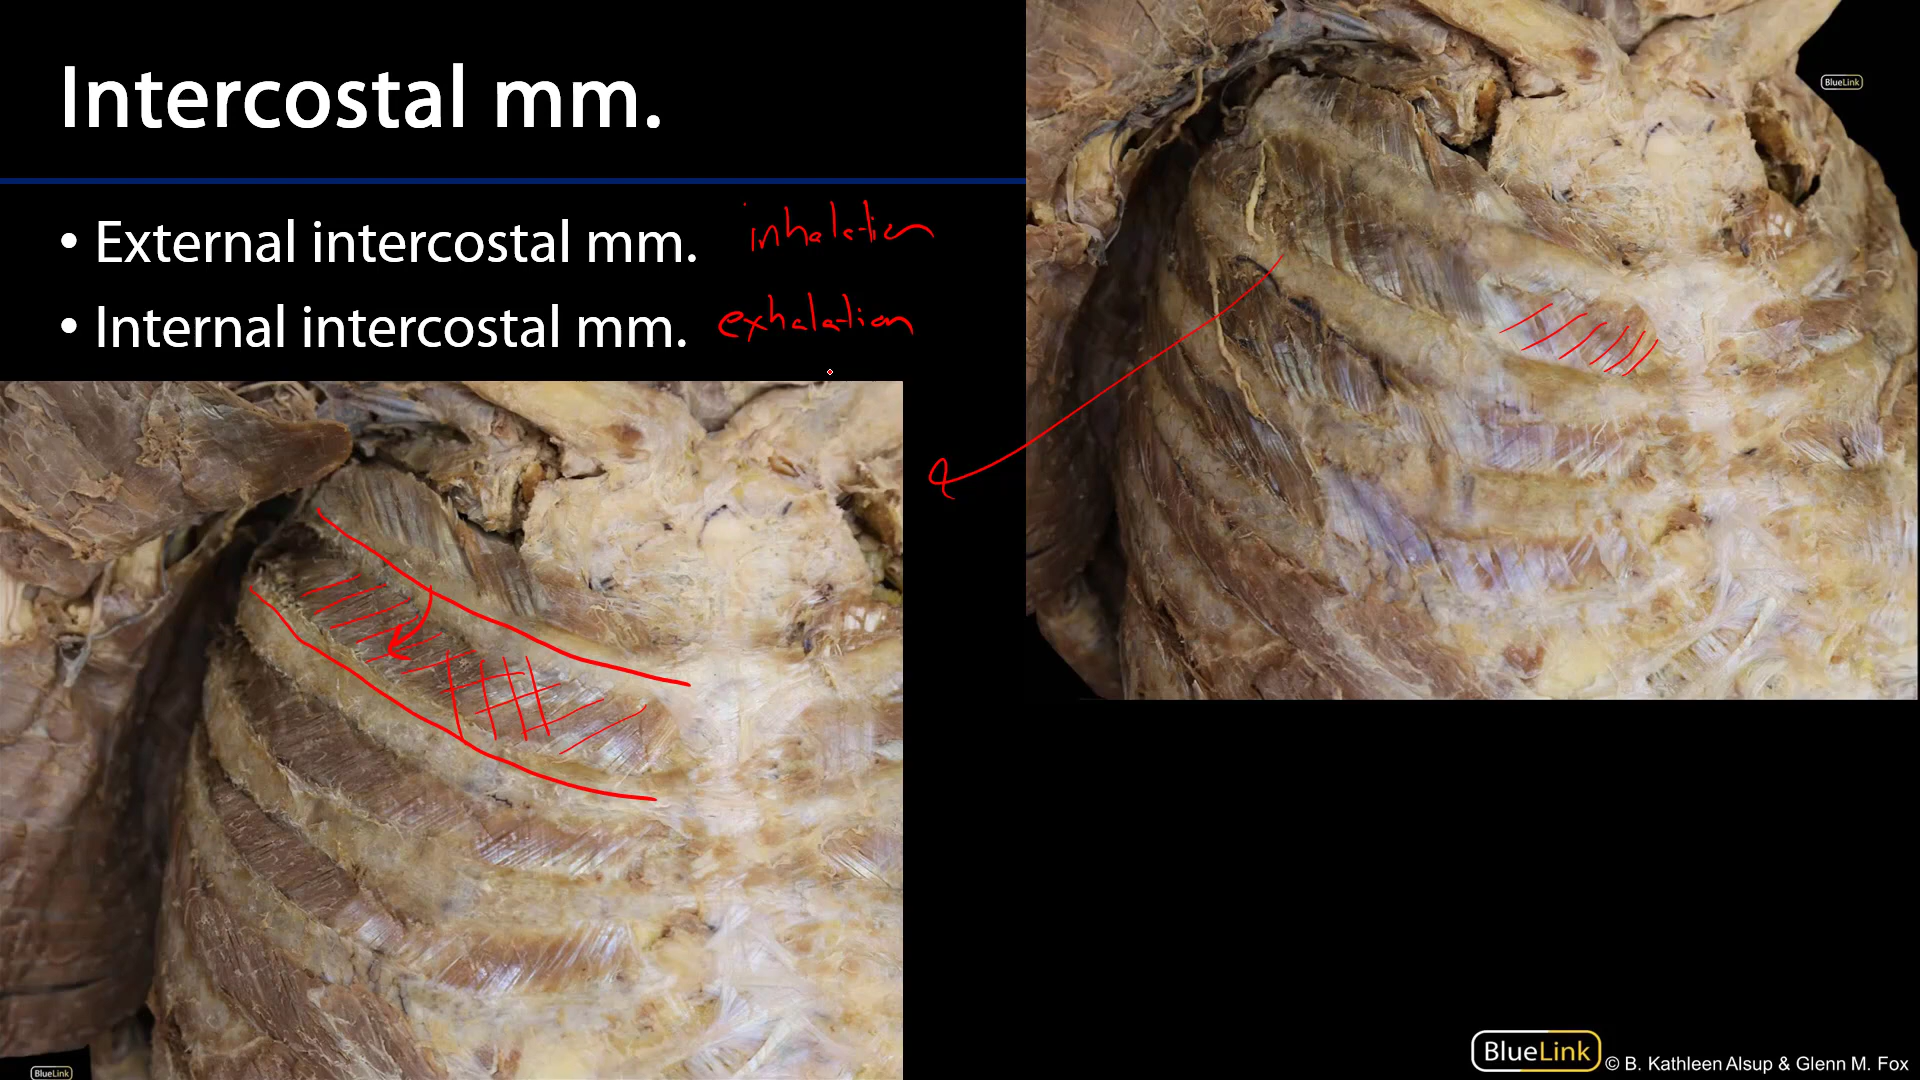 Intercostal mm.
• External intercostal mm. inhalation
• Internal intercostal mm. exhalation
BlueLink
BlueLink
BlueLink © B. Kathleen Alsup & Glenn M. Fox